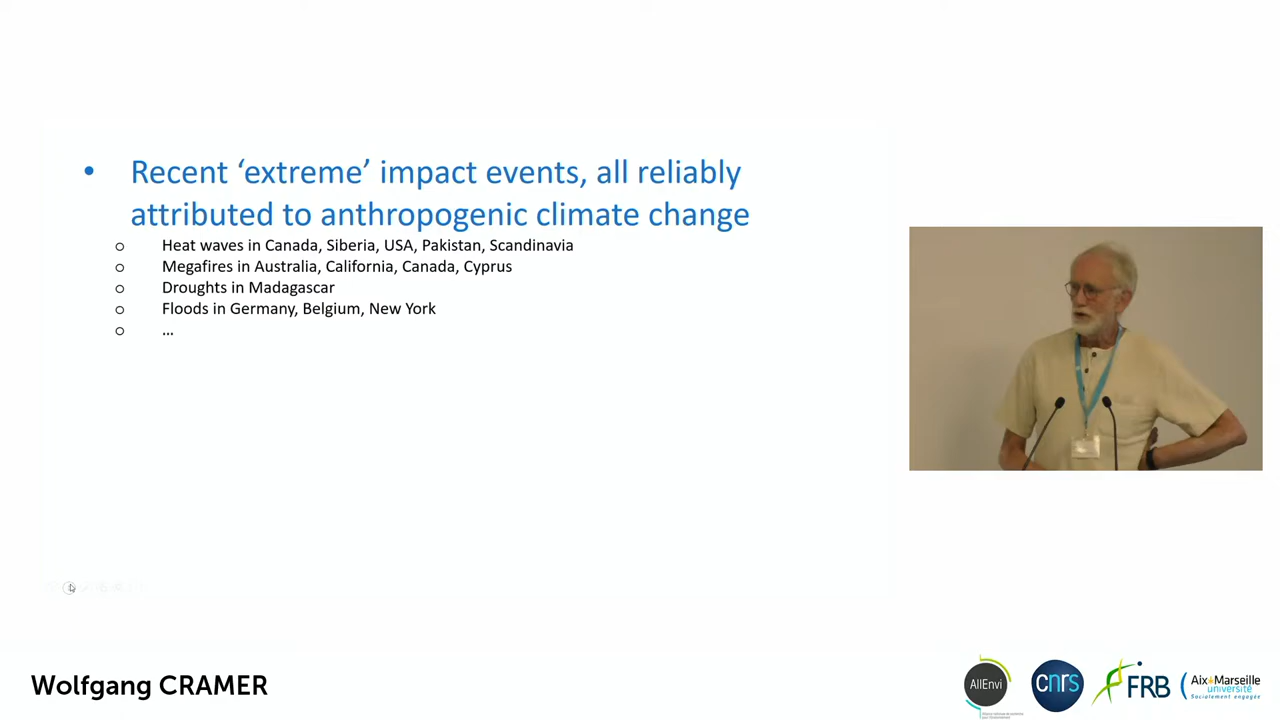 • Recent ‘extreme’ impact events, all reliably
attributed to anthropogenic climate change
o Heat waves in Canada, Siberia, USA, Pakistan, Scandinavia
o Megafires in Australia, California, Canada, Cyprus
o Droughts in Madagascar
o Floods in Germany, Belgium, New York
o ...
Wolfgang CRAMER
AllEnvi
cnrs
FRB
Aix Marseille
université
Socialement engagée